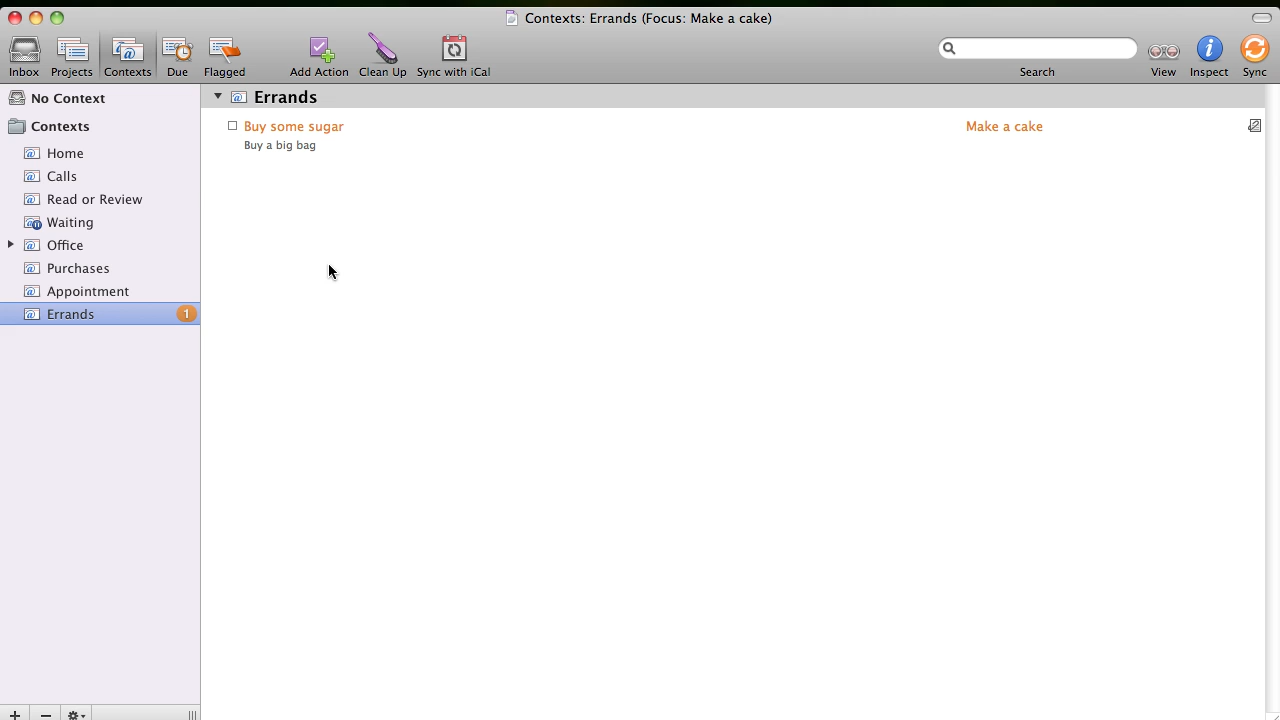 Contexts: Errands (Focus: Make a cake)
Inbox Projects Contexts Due Flagged Add Action Clean Up Sync with iCal Search View Inspect Sync
No Context
Contexts
Home
Calls
Read or Review
Waiting
Office
Purchases
Appointment
Errands 1
Errands
Buy some sugar Make a cake
Buy a big bag